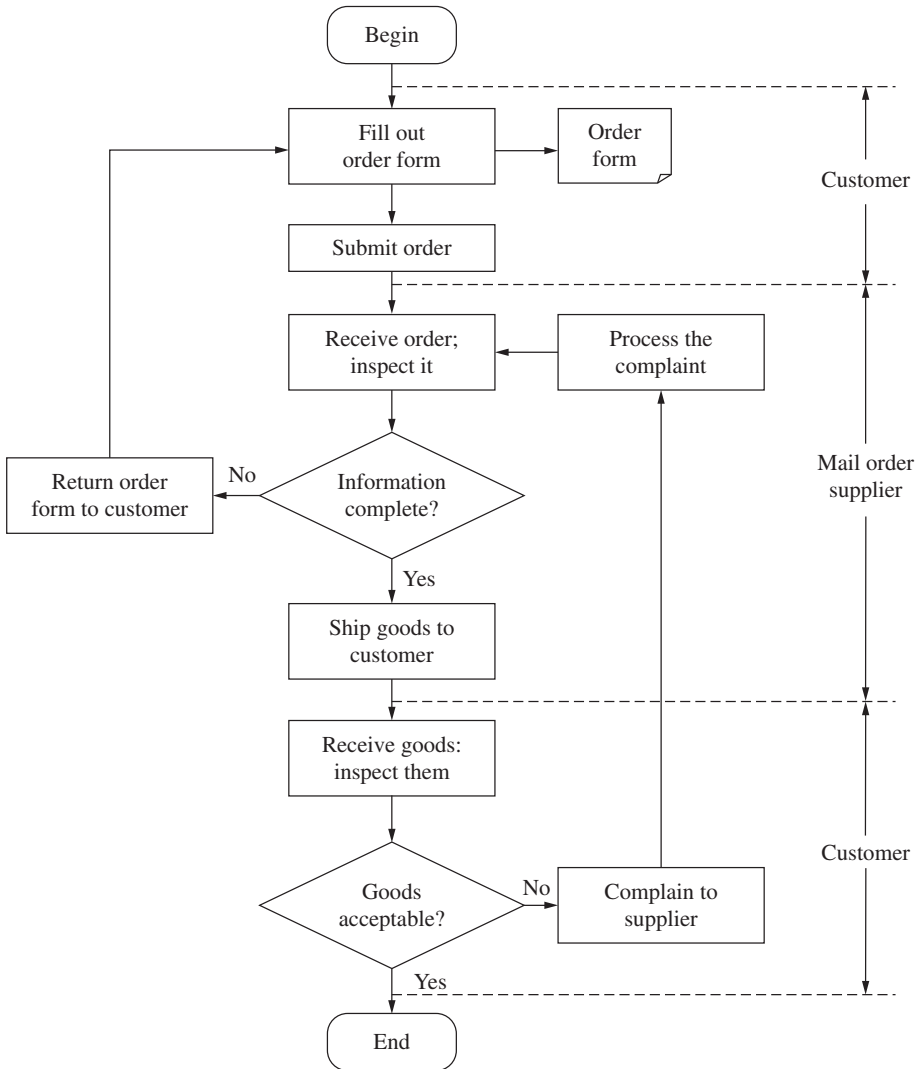 Begin
Fill out
order form
Order
form
Customer
Submit order
Receive order;
inspect it
Process the
complaint
Mail order
supplier
Return order
form to customer
No
Information
complete?
Yes
Ship goods to
customer
Receive goods:
inspect them
Customer
Goods
acceptable?
No
Complain to
supplier
Yes
End